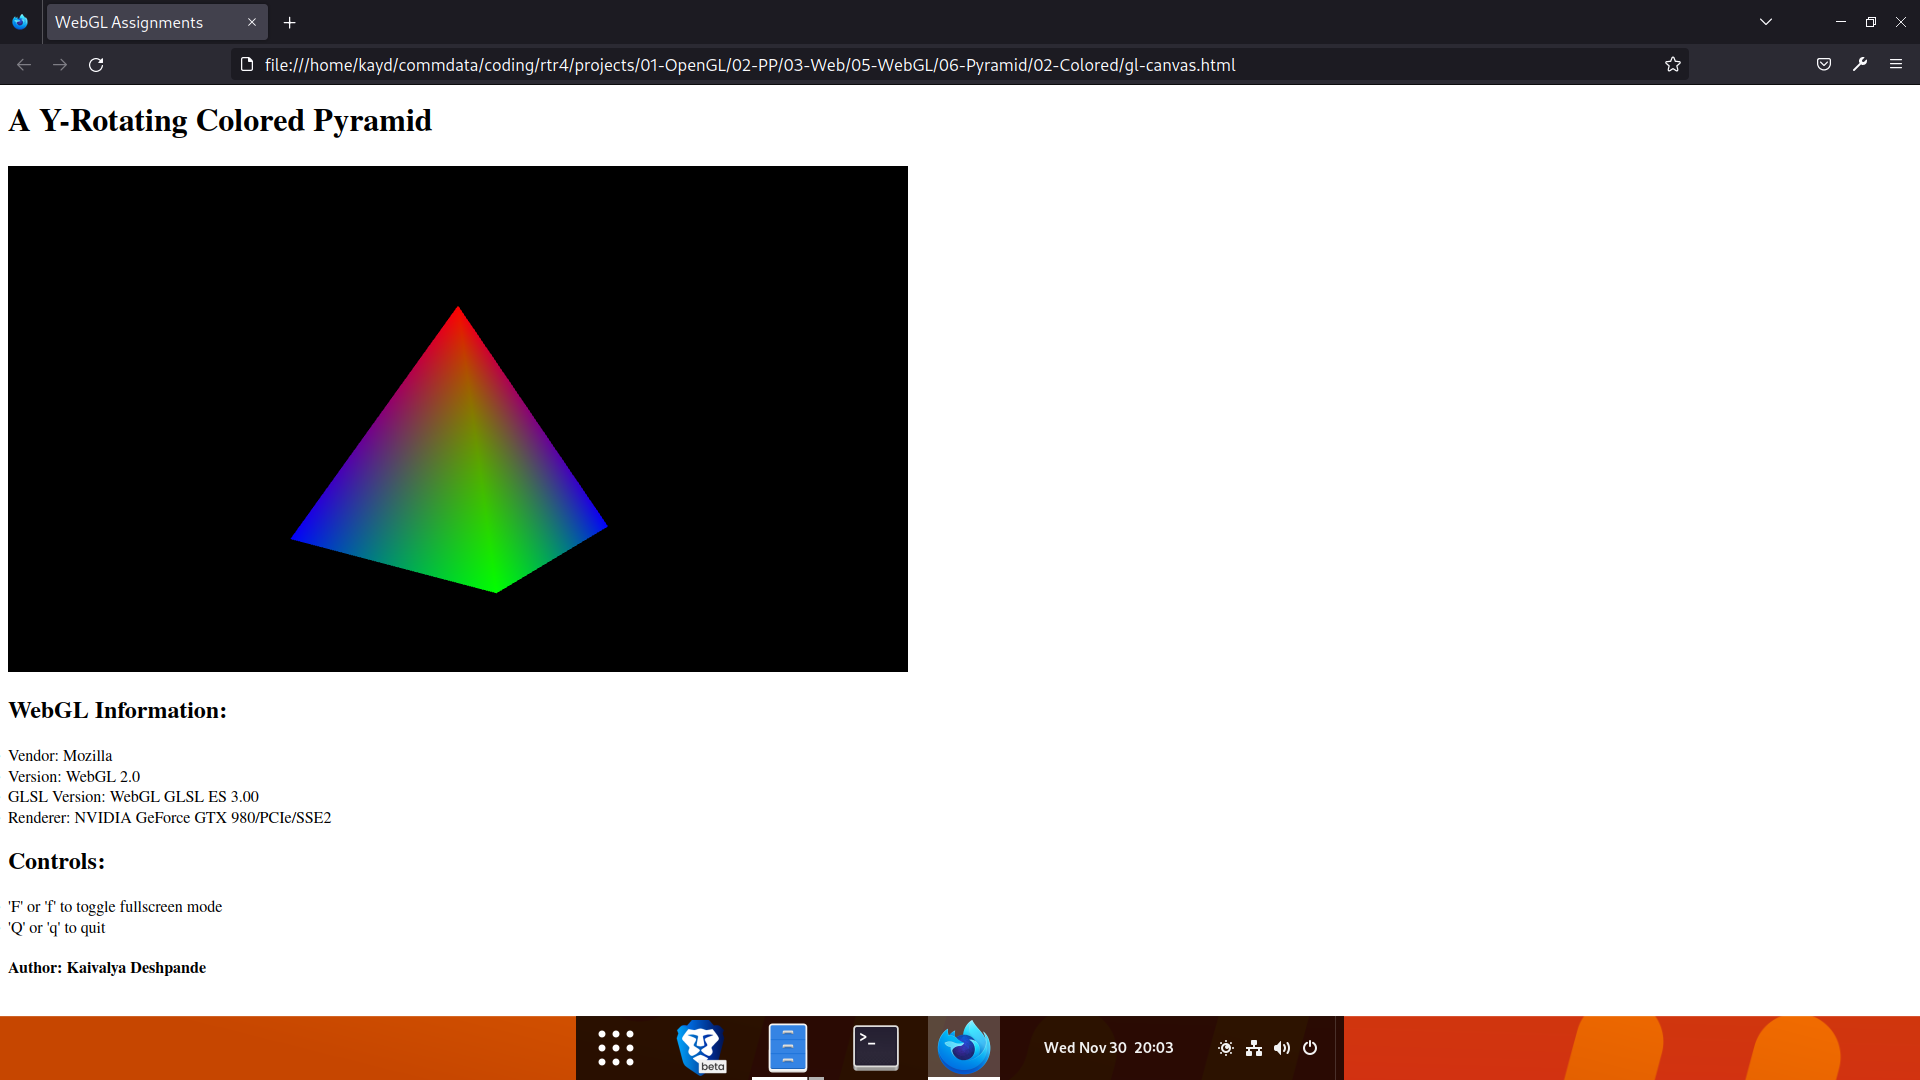 WebGL Assignments
file:///home/kayd/commdata/coding/rtr4/projects/01-OpenGL/02-PP/03-Web/05-WebGL/06-Pyramid/02-Colored/gl-canvas.html
A Y-Rotating Colored Pyramid
WebGL Information:
Vendor: Mozilla
Version: WebGL 2.0
GLSL Version: WebGL GLSL ES 3.00
Renderer: NVIDIA GeForce GTX 980/PCIe/SSE2
Controls:
'F' or 'f' to toggle fullscreen mode
'Q' or 'q' to quit
Author: Kaivalya Deshpande
beta
>_
Wed Nov 30 20:03